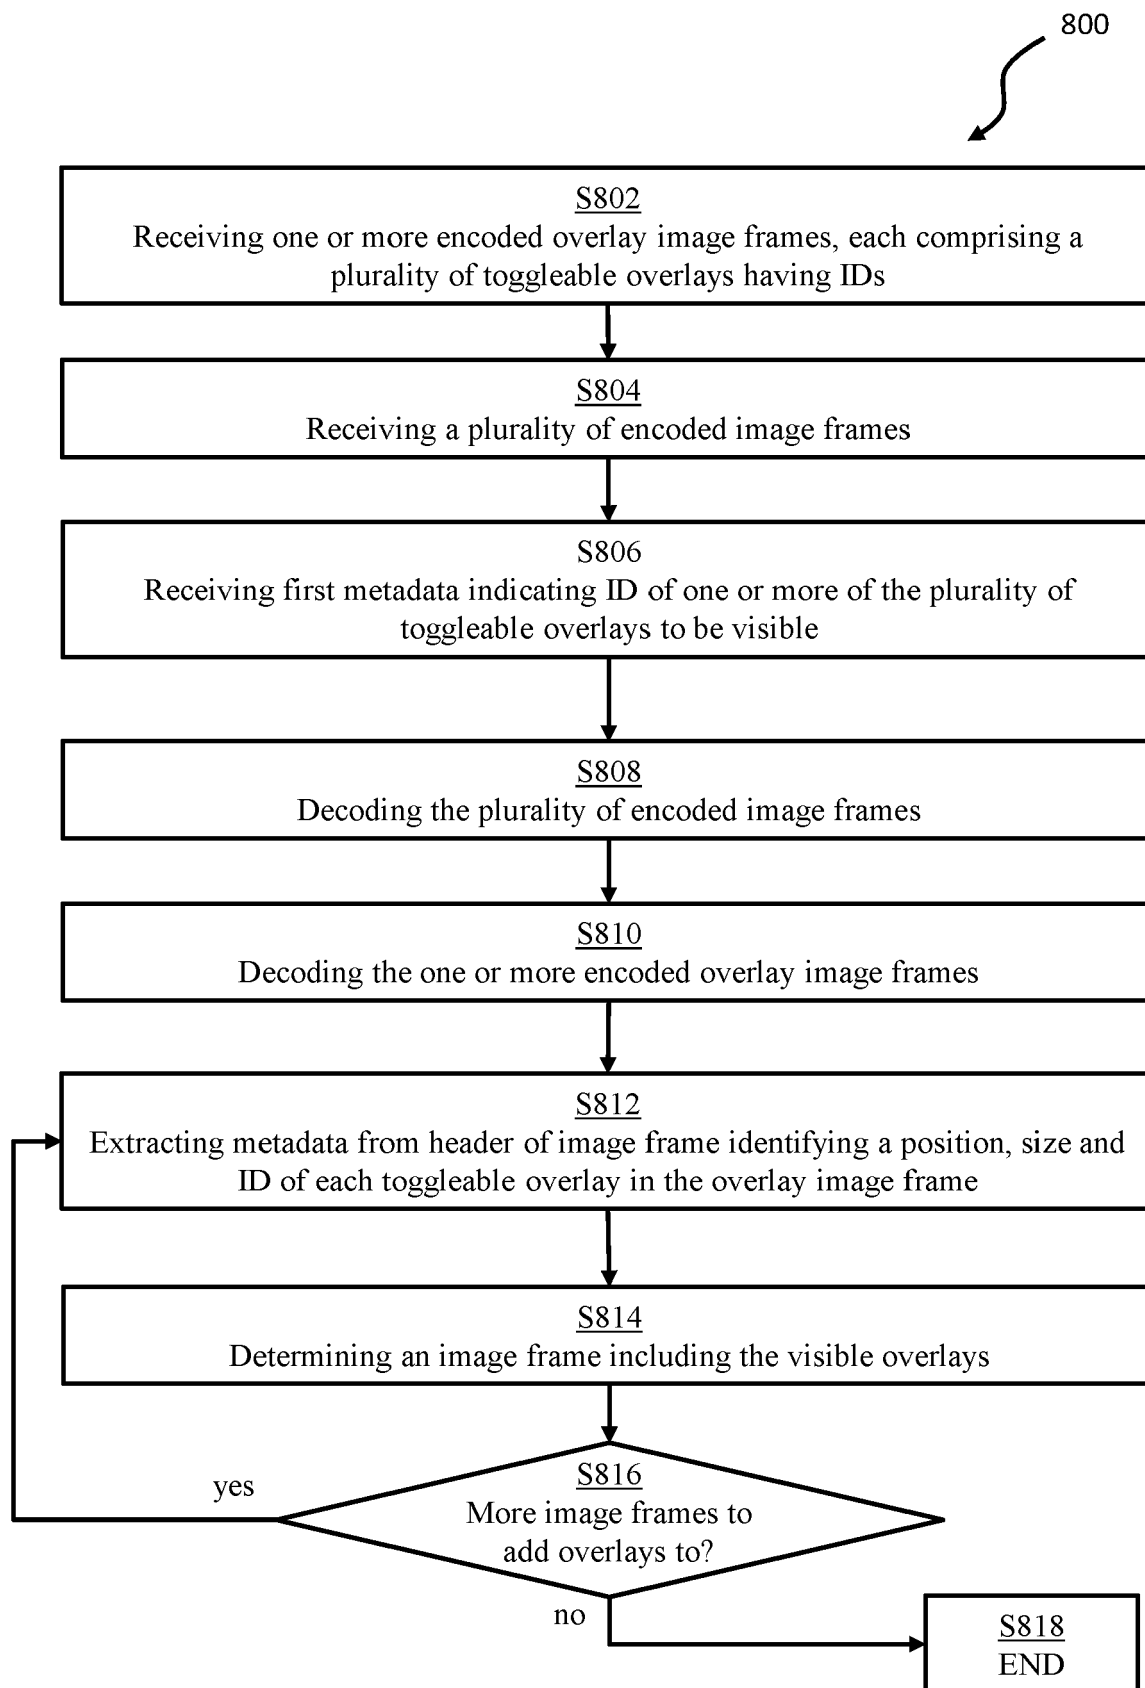 800
S802
Receiving one or more encoded overlay image frames, each comprising a
plurality of toggleable overlays having IDs
S804
Receiving a plurality of encoded image frames
S806
Receiving first metadata indicating ID of one or more of the plurality of
toggleable overlays to be visible
S808
Decoding the plurality of encoded image frames
S810
Decoding the one or more encoded overlay image frames
S812
Extracting metadata from header of image frame identifying a position, size and
ID of each toggleable overlay in the overlay image frame
S814
Determining an image frame including the visible overlays
yes
S816
More image frames to
add overlays to?
no
S818
END